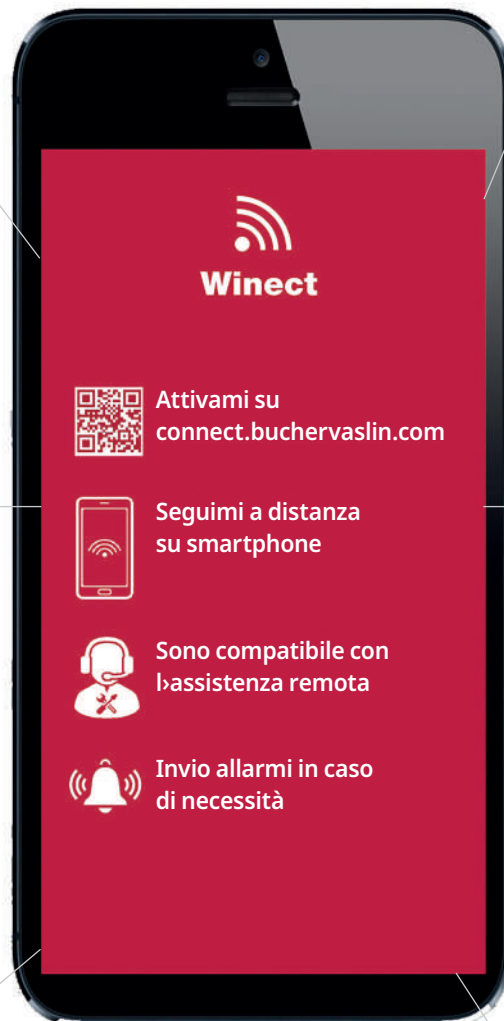 Winect
Attivami su
connect.buchervaslin.com
Seguimi a distanza
su smartphone
Sono compatibile con
l›assistenza remota
Invio allarmi in caso
di necessità